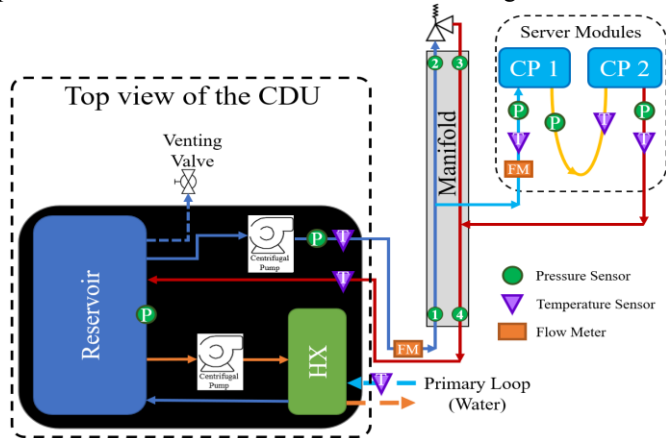 Server Modules
CP 1
CP 2
P
P
P
T
T
T
FM
2
3
Manifold
1
4
Top view of the CDU
Venting
Valve
Reservoir
Centrifugal
Pump
P
T
T
P
Centrifugal
Pump
HX
FM
T
Primary Loop
(Water)
P
Pressure Sensor
T
Temperature Sensor
Flow Meter